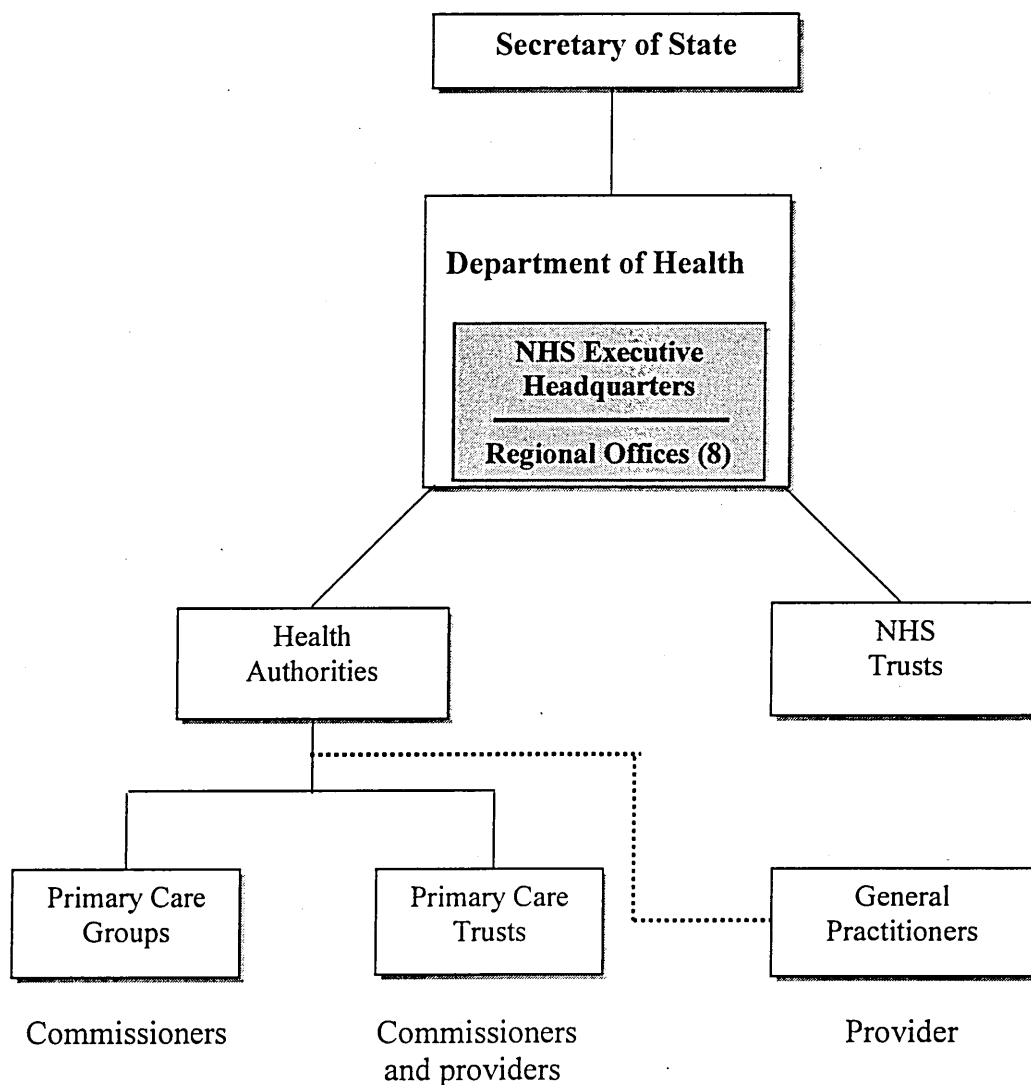 Secretary of State
Department of Health
NHS Executive
Headquarters
Regional Offices (8)
Health
Authorities
NHS
Trusts
Primary Care
Groups
Primary Care
Trusts
General
Practitioners
Commissioners
Commissioners
and providers
Provider